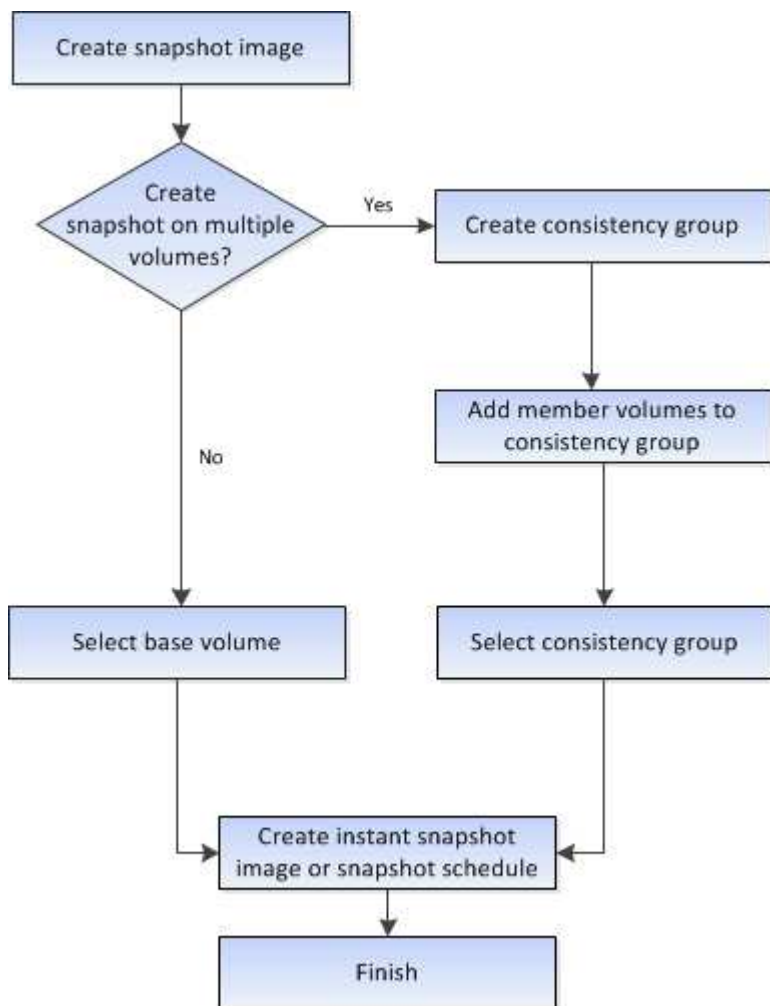 Create snapshot image
Create
snapshot on multiple
volumes?
Yes
Create consistency group
Add member volumes to
consistency group
No
Select base volume
Select consistency group
Create instant snapshot
image or snapshot schedule
Finish